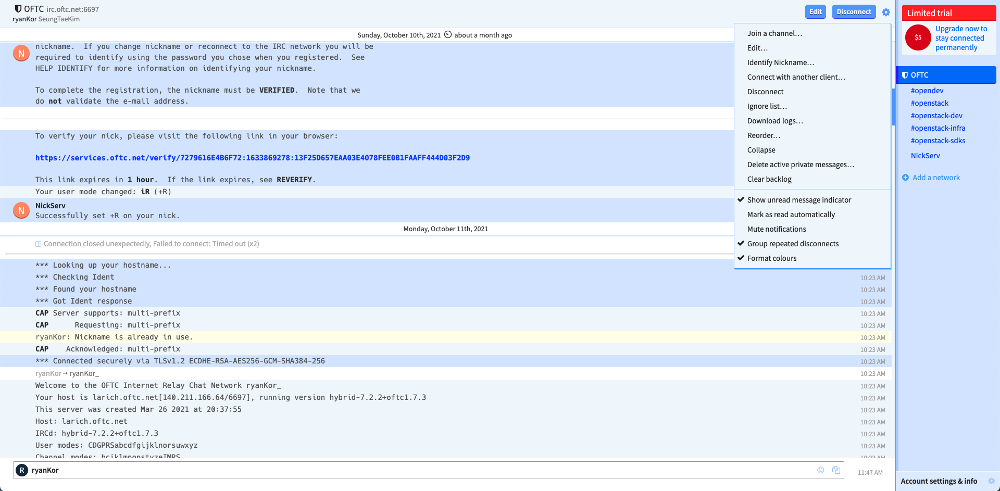 OFTC irc.oftc.net:6697
ryanKor SeungTaeKim
Edit
Disconnect
Sunday, October 10th, 2021 about a month ago
N
nickname.  If you change nickname or reconnect to the IRC network you will be
required to identify using the password you chose when you registered.  See
HELP IDENTIFY for more information on identifying your nickname.
To complete the registration, the nickname must be VERIFIED.  Note that we
do not validate the e-mail address.
To verify your nick, please visit the following link in your browser:
https://services.oftc.net/verify/7279616E4B6F72:1633869278:13F25D657EAA03E4078FEE0B1FAAFF444D03F2D9
This link expires in 1 hour.  If the link expires, see REVERIFY.
Your user mode changed: iR (+R)
N
NickServ
Successfully set +R on your nick.
Monday, October 11th, 2021
Connection closed unexpectedly, Failed to connect: Timed out (x2)
*** Looking up your hostname...
*** Checking Ident 10:23 AM
*** Found your hostname 10:23 AM
*** Got Ident response 10:23 AM
CAP Server supports: multi-prefix 10:23 AM
CAP      Requesting: multi-prefix 10:23 AM
ryanKor: Nickname is already in use. 10:23 AM
CAP    Acknowledged: multi-prefix 10:23 AM
*** Connected securely via TLSv1.2 ECDHE-RSA-AES256-GCM-SHA384-256 10:23 AM
ryanKor→ryanKor_ 10:23 AM
Welcome to the OFTC Internet Relay Chat Network ryanKor_ 10:23 AM
Your host is larich.oftc.net[140.211.166.64/6697], running version hybrid-7.2.2+oftc1.7.3 10:23 AM
This server was created Mar 26 2021 at 20:37:55 10:23 AM
Host: larich.oftc.net 10:23 AM
IRCd: hybrid-7.2.2+oftc1.7.3 10:23 AM
User modes: CDGPRSabcdfgijklnorsuwxyz 10:23 AM
Channel modes: bciklmnopstvzeIMRS 10:23 AM
R ryanKor
11:47 AM
Join a channel…
Edit…
Identify Nickname…
Connect with another client…
Disconnect
Ignore list…
Download logs…
Reorder…
Collapse
Delete active private messages…
Clear backlog
Show unread message indicator
Mark as read automatically
Mute notifications
Group repeated disconnects
Format colours
Limited trial
$5
Upgrade now to
stay connected
permanently
OFTC
#opendev
#openstack
#openstack-dev
#openstack-infra
#openstack-sdks
NickServ
Add a network
Account settings & info